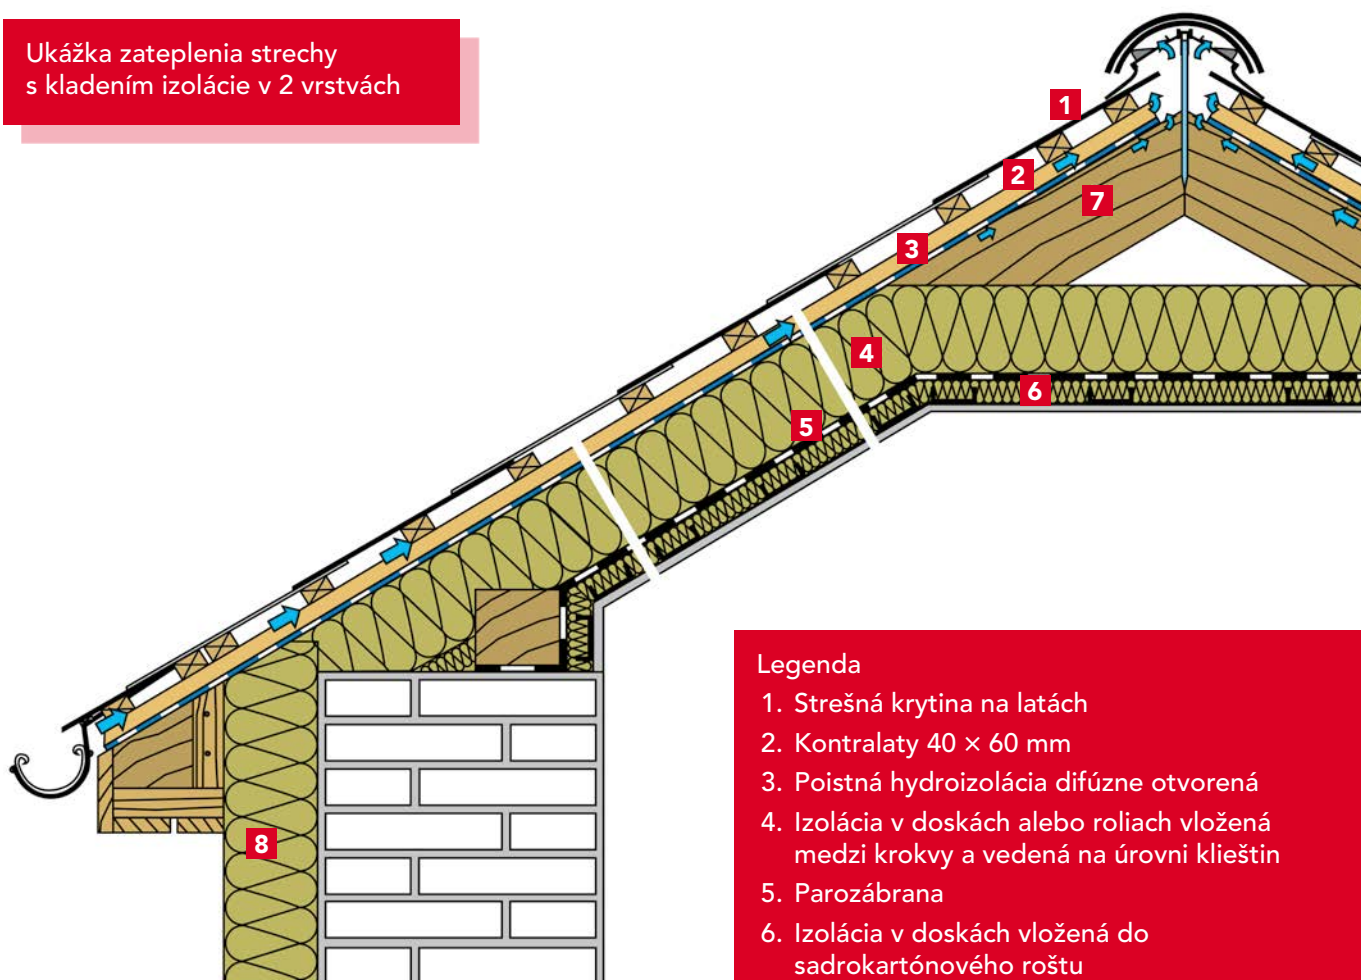 Ukážka zateplenia strechy
s kladením izolácie v 2 vrstvách
1
2
7
3
4
6
5
8
Legenda
1. Strešná krytina na latách
2. Kontralaty 40 × 60 mm
3. Poistná hydroizolácia difúzne otvorená
4. Izolácia v doskách alebo roliach vložená
medzi krokvy a vedená na úrovni klieštin
5. Parozábrana
6. Izolácia v doskách vložená do
sadrokartónového roštu